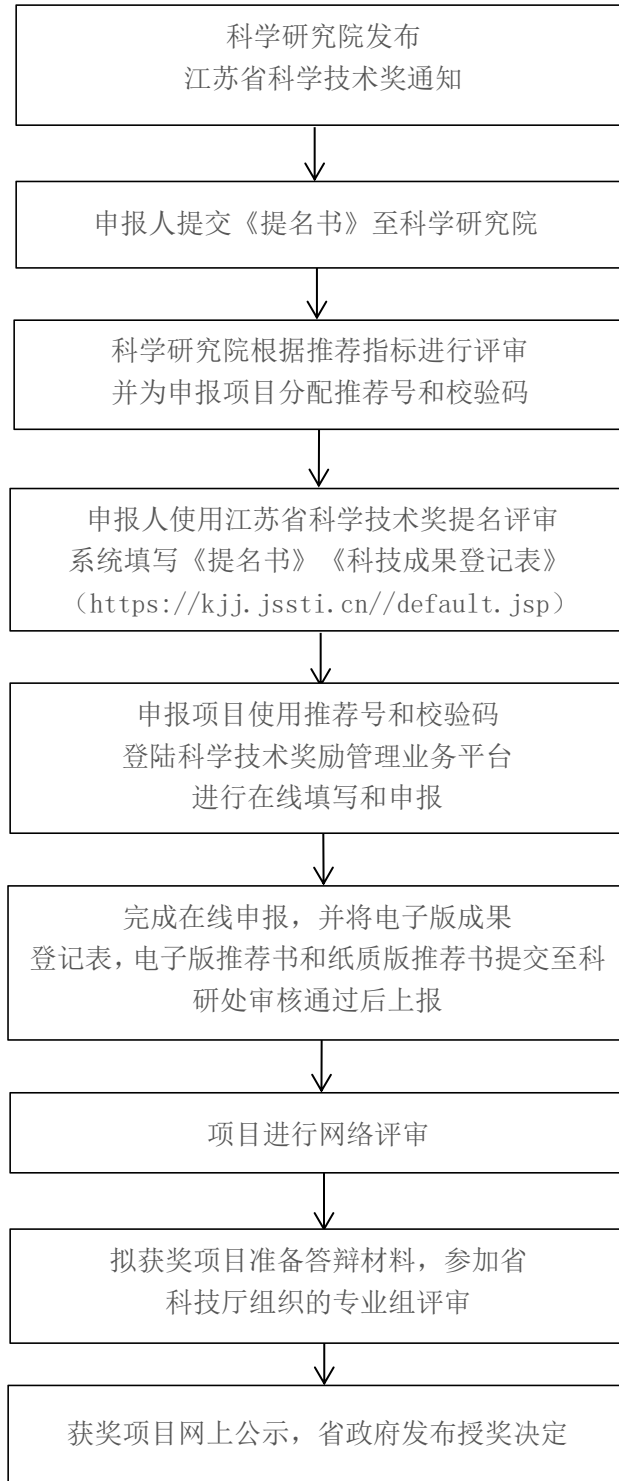 科学研究院发布
江苏省科学技术奖通知
申报人提交《提名书》至科学研究院
科学研究院根据推荐指标进行评审
并为申报项目分配推荐号和校验码
申报人使用江苏省科学技术奖提名评审
系统填写《提名书》《科技成果登记表》
（https://kjj.jssti.cn//default.jsp）
申报项目使用推荐号和校验码
登陆科学技术奖励管理业务平台
进行在线填写和申报
完成在线申报，并将电子版成果
登记表，电子版推荐书和纸质版推荐书提交至科
研处审核通过后上报
项目进行网络评审
拟获奖项目准备答辩材料，参加省
科技厅组织的专业组评审
获奖项目网上公示，省政府发布授奖决定